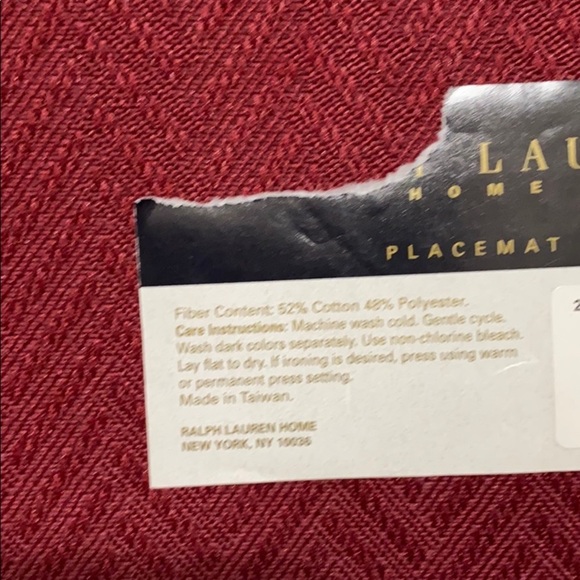 LAU
HOME
PLACEMAT
Fiber Content: 52% Cotton 48% Polyester.
Care Instructions: Machine wash cold. Gentle cycle.
Wash dark colors separately. Use non-chlorine bleach.
Lay flat to dry. If ironing is desired, press using warm
or permanent press setting.
Made in Taiwan.
RALPH LAUREN HOME
NEW YORK, NY 10036
2